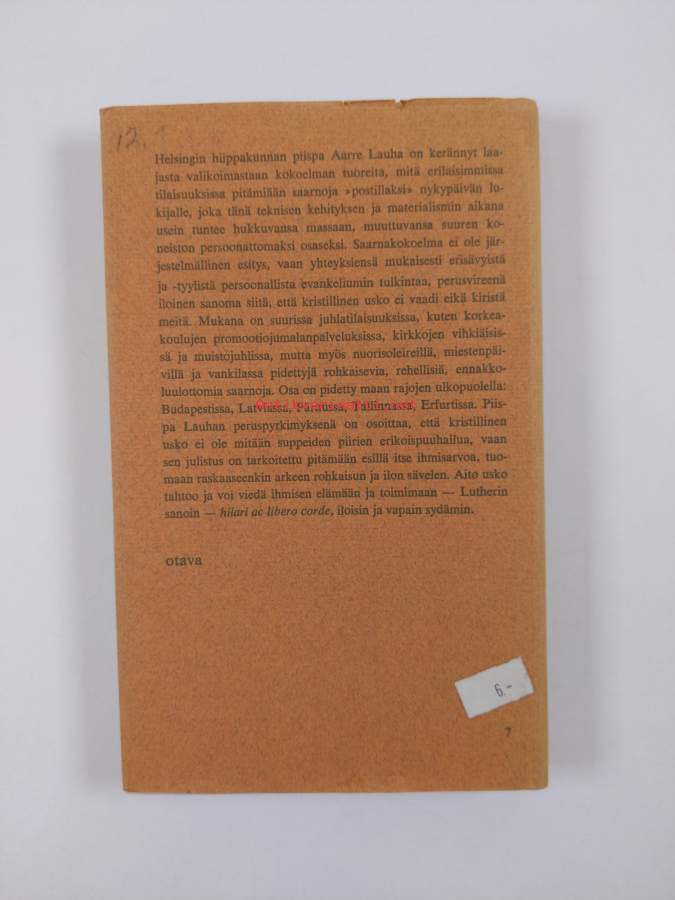 12,
Helsingin hiippakunnan piispa Aarre Lauha on kerännyt laa-
jasta valikoimastaan kokoelman tuoreita, mitä erilaisimmissa
tilaisuuksissa pitämiään saarnoja »postillaksi» nykypäivän lu-
kijalle, joka tänä teknisen kehityksen ja materialismin aikana
usein tuntee hukkuvansa massaan, muuttuvansa suuren ko-
neiston persoonattomaksi osaseksi. Saarnakokoelma ei ole jär-
jestelmällinen esitys, vaan yhteyksiensä mukaisesti erisävyistä
ja -tyylistä persoonallista evankeliumin tulkintaa, perusvireenä
iloinen sanoma siitä, että kristillinen usko ei vaadi eikä kiristä
meitä. Mukana on suurissa juhlatilaisuuksissa, kuten korkea-
koulujen promootiojumalanpalveluksissa, kirkkojen vihkiäisis-
sä ja muistojuhlissa, mutta myös nuorisoleireillä, miestenpäi-
villä ja vankilassa pidettyjä rohkaisevia, rehellisiä, ennakko-
luulottomia saarnoja. Osa on pidetty maan rajojen ulkopuolella:
Budapestissa, Latviassa, Tallinnassa, Erfurtissa. Piis-
pa Lauhan peruspyrkimyksenä on osoittaa, että kristillinen
usko ei ole mitään suppeiden piirien erikoispuuhailua, vaan
sen julistus on tarkoitettu pitämään esillä itse ihmisarvoa, tuo-
maan raskaaseenkin arkeen rohkaisun ja ilon sävelen. Aito usko
tahtoo ja voi viedä ihmisen elämään ja toimimaan — Lutherin
sanoin — hilari ac libero corde, iloisin ja vapain sydämin.
otava
6.-
7